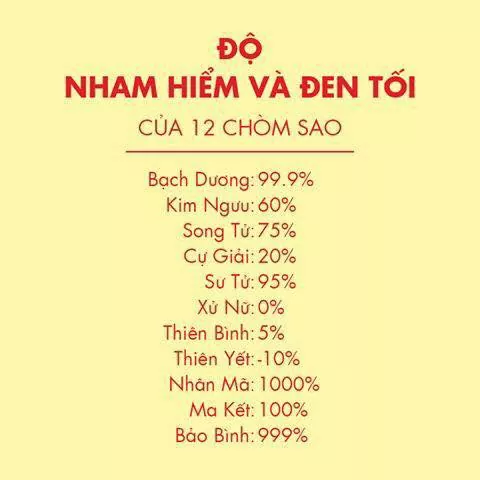 ĐỘ
NHAM HIỂM VÀ ĐEN TỐI
CỦA 12 CHÒM SAO
Bạch Dương: 99.9%
Kim Ngưu: 60%
Song Tử: 75%
Cự Giải: 20%
Sư Tử: 95%
Xử Nữ: 0%
Thiên Bình: 5%
Thiên Yết: -10%
Nhân Mã: 1000%
Ma Kết: 100%
Bảo Bình: 999%